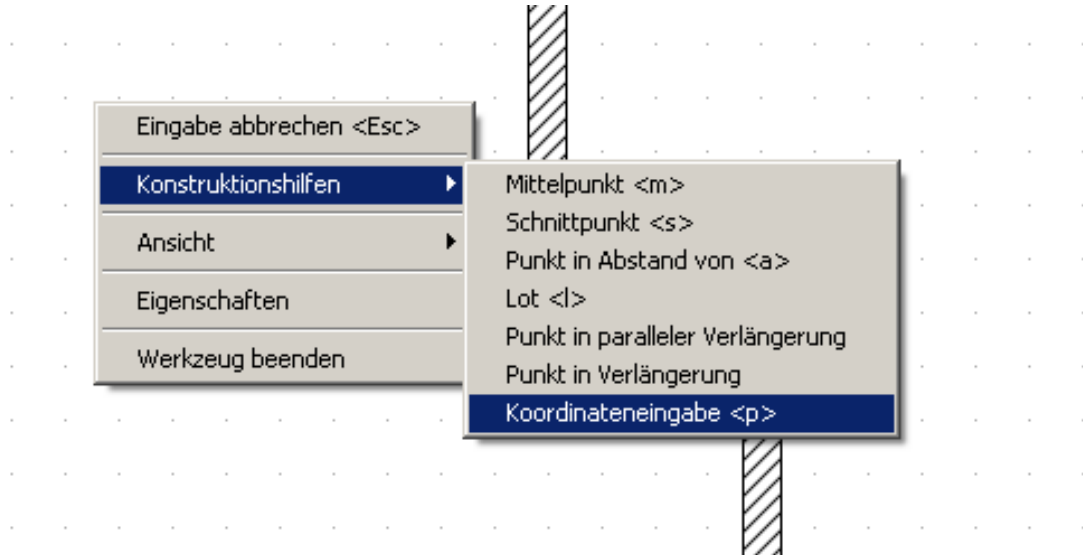 Eingabe abbrechen <Esc>
Konstruktionshilfen
Ansicht
Eigenschaften
Werkzeug beenden
Mittelpunkt <m>
Schnittpunkt <s>
Punkt in Abstand von <a>
Lot <l>
Punkt in paralleler Verlängerung
Punkt in Verlängerung
Koordinateneingabe <p>